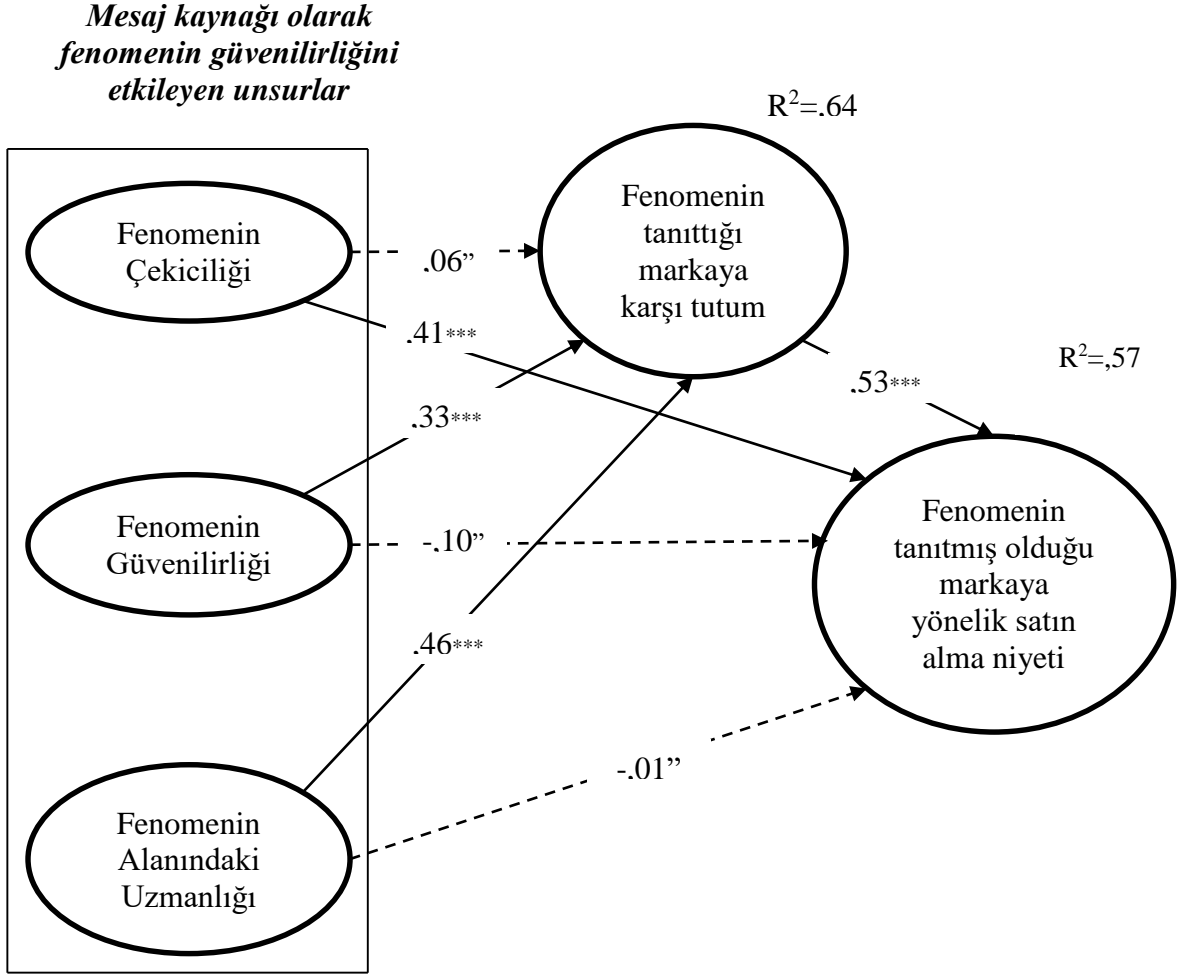 Mesaj kaynağı olarak
fenomenin güvenilirliğini
etkileyen unsurlar
R²=,64
Fenomenin
Çekiciliği
,06”
Fenomenin
tanıttığı
markaya
karşı tutum
,41***
R²=,57
,53***
,33***
Fenomenin
Güvenilirliği
-,10”
Fenomenin
tanıtmış olduğu
markaya
yönelik satın
alma niyeti
,46***
-,01”
Fenomenin
Alanındaki
Uzmanlığı